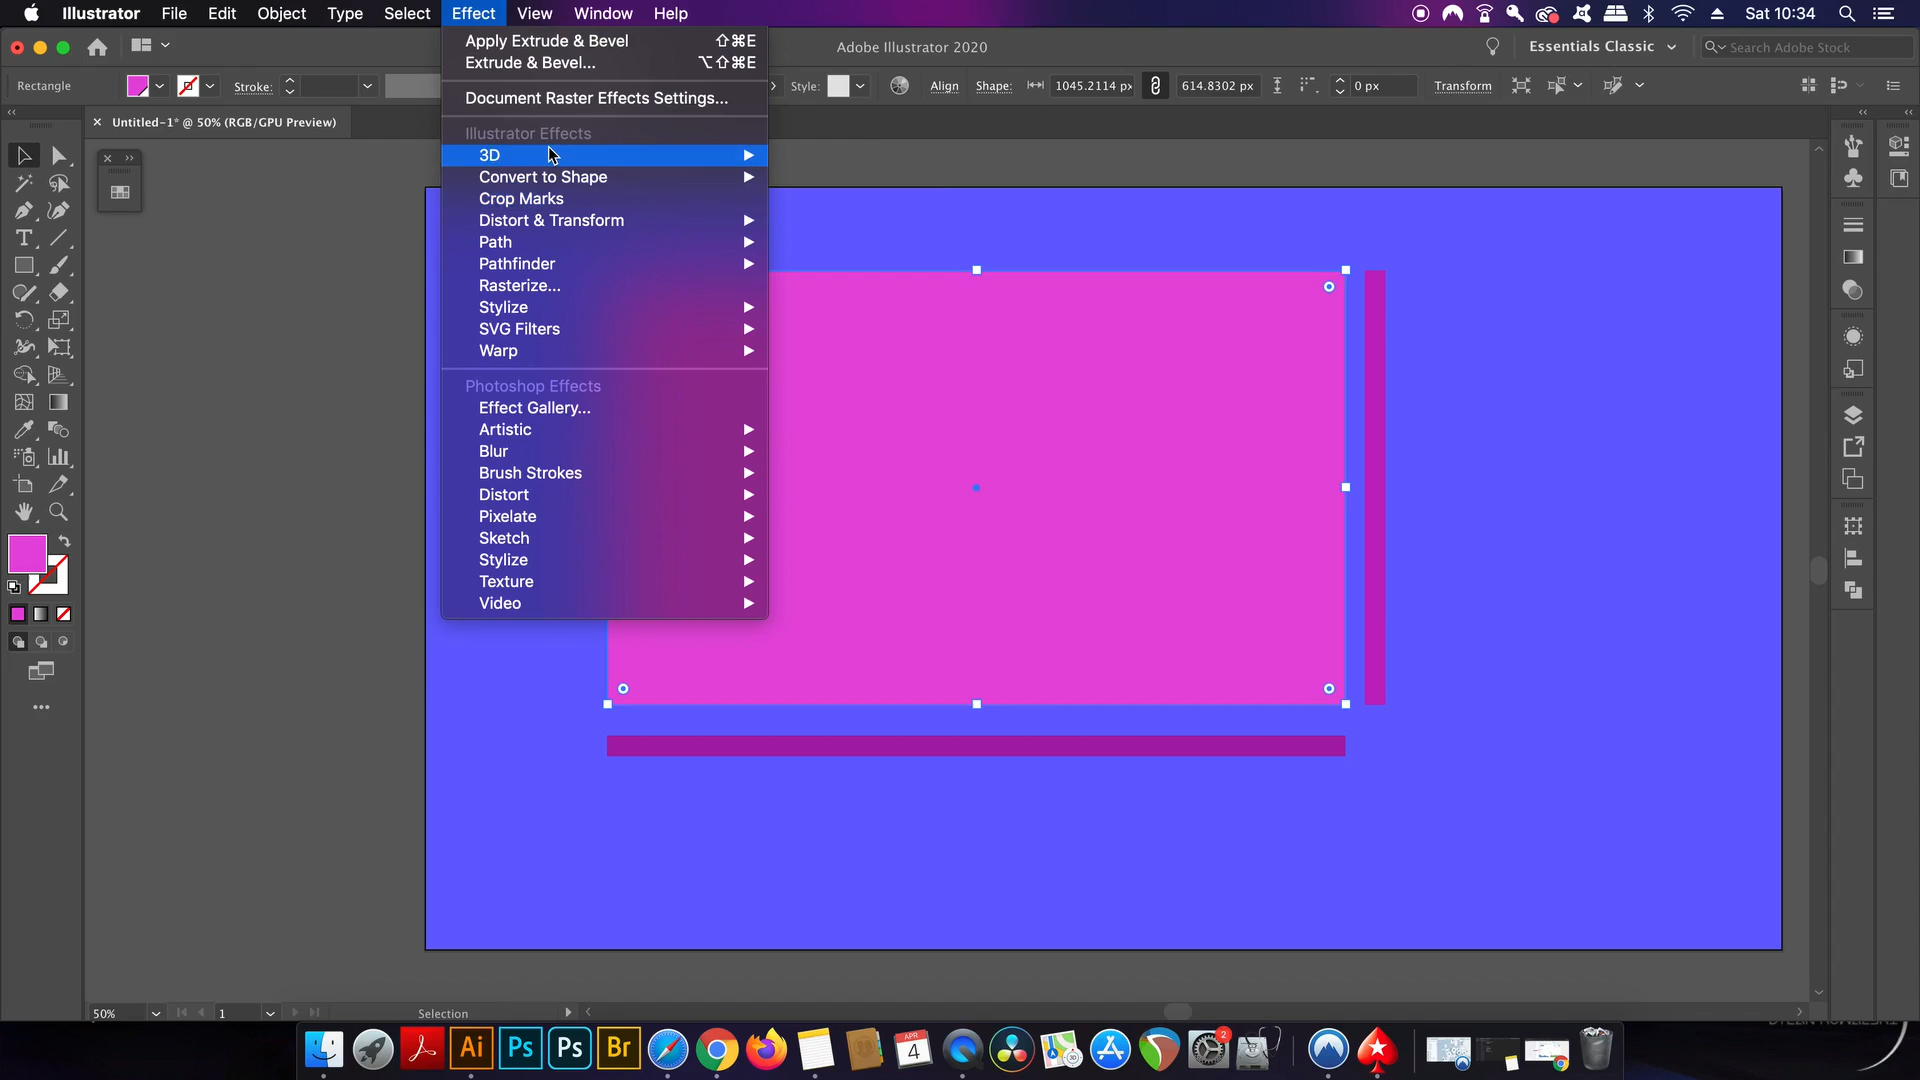 Illustrator File Edit Object Type Select Effect View Window Help
Sat 10:34
Adobe Illustrator 2020
Essentials Classic
Search Adobe Stock
Rectangle
Stroke:
Style:
Align
Shape:
1045.2114 px
614.8302 px
0 px
Transform
× Untitled-1* @ 50% (RGB/GPU Preview)
Apply Extrude & Bevel ⇧⌘E
Extrude & Bevel... ⌥⇧⌘E
Document Raster Effects Settings...
Illustrator Effects
3D
Convert to Shape
Crop Marks
Distort & Transform
Path
Pathfinder
Rasterize...
Stylize
SVG Filters
Warp
Photoshop Effects
Effect Gallery...
Artistic
Blur
Brush Strokes
Distort
Pixelate
Sketch
Stylize
Texture
Video
50%
1
Selection
Ai
Ps
Ps
Br
APR
4
3D
2